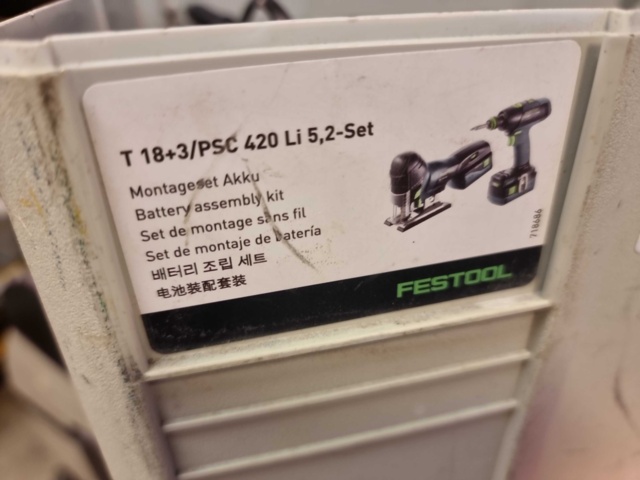 T 18+3/PSC 420 Li 5,2-Set
Montageset Akku
Battery assembly kit
Set de montage sans fil
Set de montaje de batería
배터리 조립 세트
电池装配套装
718686
FESTOOL